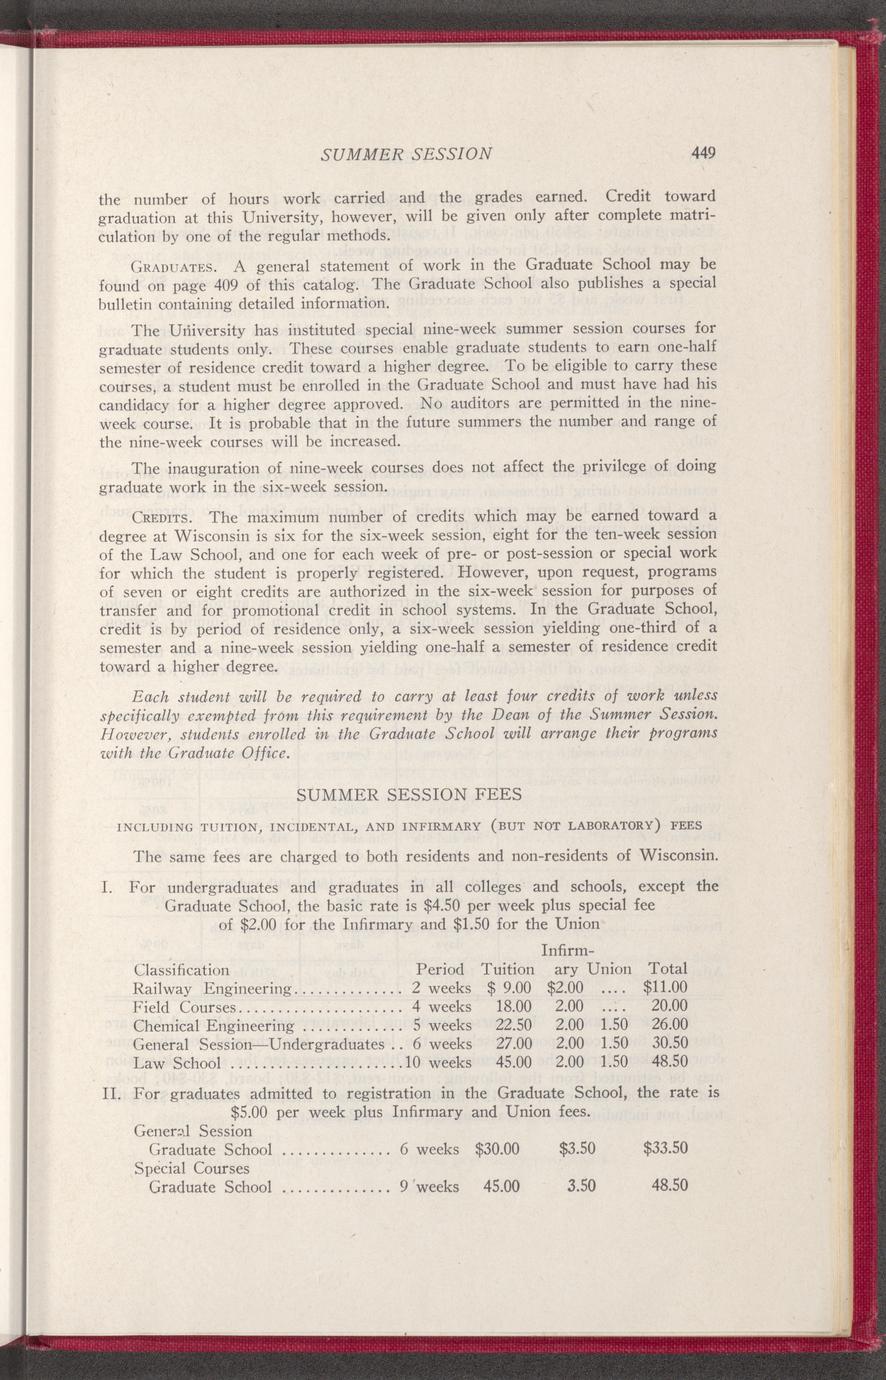 SUMMER SESSION 449
the number of hours work carried and the grades earned. Credit toward
graduation at this University, however, will be given only after complete matri-
culation by one of the regular methods.
GRADUATES. A general statement of work in the Graduate School may be
found on page 409 of this catalog. The Graduate School also publishes a special
bulletin containing detailed information.
The University has instituted special nine-week summer session courses for
graduate students only. These courses enable graduate students to earn one-half
semester of residence credit toward a higher degree. To be eligible to carry these
courses, a student must be enrolled in the Graduate School and must have had his
candidacy for a higher degree approved. No auditors are permitted in the nine-
week course. It is probable that in the future summers the number and range of
the nine-week courses will be increased.
The inauguration of nine-week courses does not affect the privilege of doing
graduate work in the six-week session.
CREDITS. The maximum number of credits which may be earned toward a
degree at Wisconsin is six for the six-week session, eight for the ten-week session
of the Law School, and one for each week of pre- or post-session or special work
for which the student is properly registered. However, upon request, programs
of seven or eight credits are authorized in the six-week session for purposes of
transfer and for promotional credit in school systems. In the Graduate School,
credit is by period of residence only, a six-week session yielding one-third of a
semester and a nine-week session yielding one-half a semester of residence credit
toward a higher degree.
Each student will be required to carry at least four credits of work unless
specifically exempted from this requirement by the Dean of the Summer Session.
However, students enrolled in the Graduate School will arrange their programs
with the Graduate Office.
SUMMER SESSION FEES
INCLUDING TUITION, INCIDENTAL, AND INFIRMARY (BUT NOT LABORATORY) FEES
The same fees are charged to both residents and non-residents of Wisconsin.
I. For undergraduates and graduates in all colleges and schools, except the
Graduate School, the basic rate is $4.50 per week plus special fee
of $2.00 for the Infirmary and $1.50 for the Union
Infirm-
Classification Period Tuition ary Union Total
Railway Engineering.............. 2 weeks $ 9.00 $2.00 .... $11.00
Field Courses..................... 4 weeks 18.00 2.00 .... 20.00
Chemical Engineering ............. 5 weeks 22.50 2.00 1.50 26.00
General Session—Undergraduates .. 6 weeks 27.00 2.00 1.50 30.50
Law School ......................10 weeks 45.00 2.00 1.50 48.50
II. For graduates admitted to registration in the Graduate School, the rate is
$5.00 per week plus Infirmary and Union fees.
General Session
Graduate School .............. 6 weeks $30.00 $3.50 $33.50
Special Courses
Graduate School .............. 9 weeks 45.00 3.50 48.50